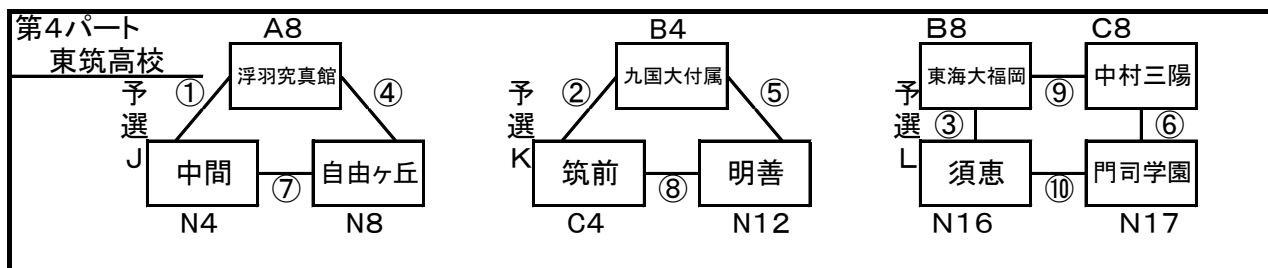 第4パート
東筑高校
A8
浮羽究真館
①
④
予選J
中間
⑦
自由ヶ丘
N4
N8
B4
九国大付属
②
⑤
予選K
筑前
⑧
明善
C4
N12
B8
C8
東海大福岡
⑨
中村三陽
③
⑥
予選L
須恵
⑩
門司学園
N16
N17